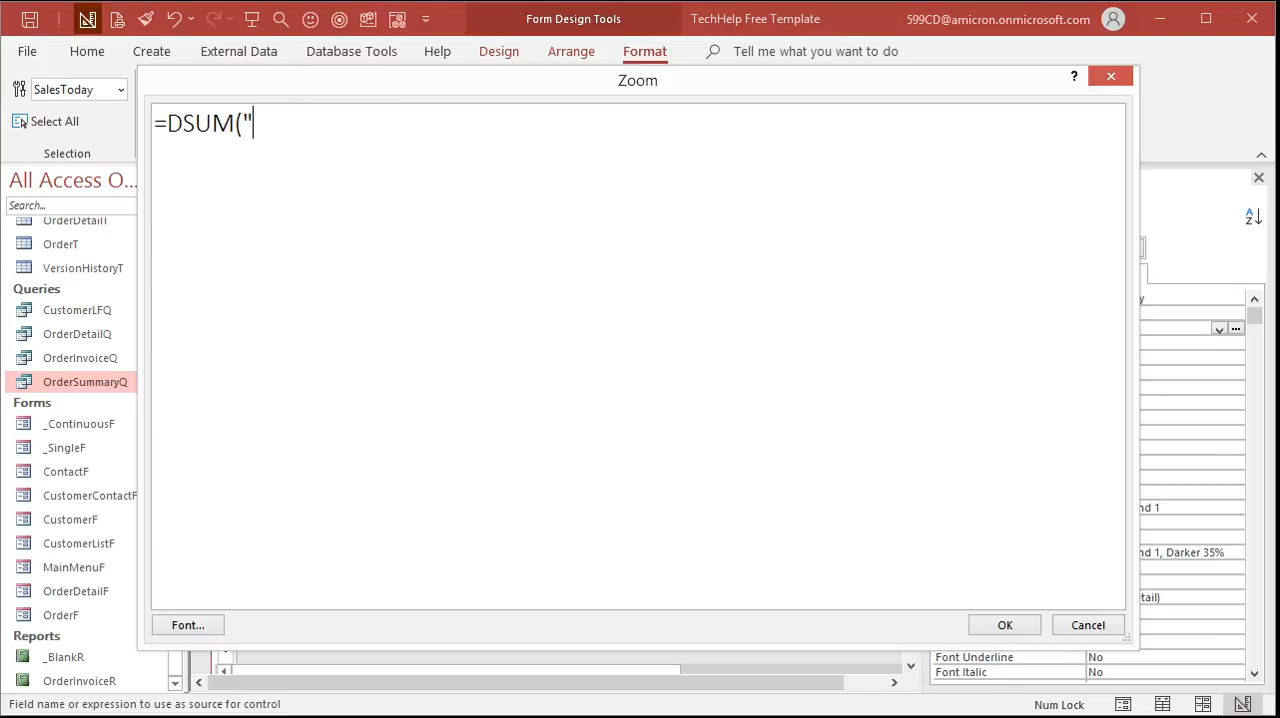 Form Design Tools
TechHelp Free Template
599CD@amicron.onmicrosoft.com
File
Home
Create
External Data
Database Tools
Help
Design
Arrange
Format
Tell me what you want to do
SalesToday
Select All
Selection
Zoom
?
=DSUM("
Font...
OK
Cancel
All Access O...
Search...
OrderDetailT
OrderT
VersionHistoryT
Queries
CustomerLFQ
OrderDetailQ
OrderInvoiceQ
OrderSummaryQ
Forms
_ContinuousF
_SingleF
ContactF
CustomerContactF
CustomerF
CustomerListF
MainMenuF
OrderDetailF
OrderF
Reports
_BlankR
OrderInvoiceR
nd 1
nd 1, Darker 35%
tail)
Font Underline No
Font Italic No
Field name or expression to use as source for control
Num Lock